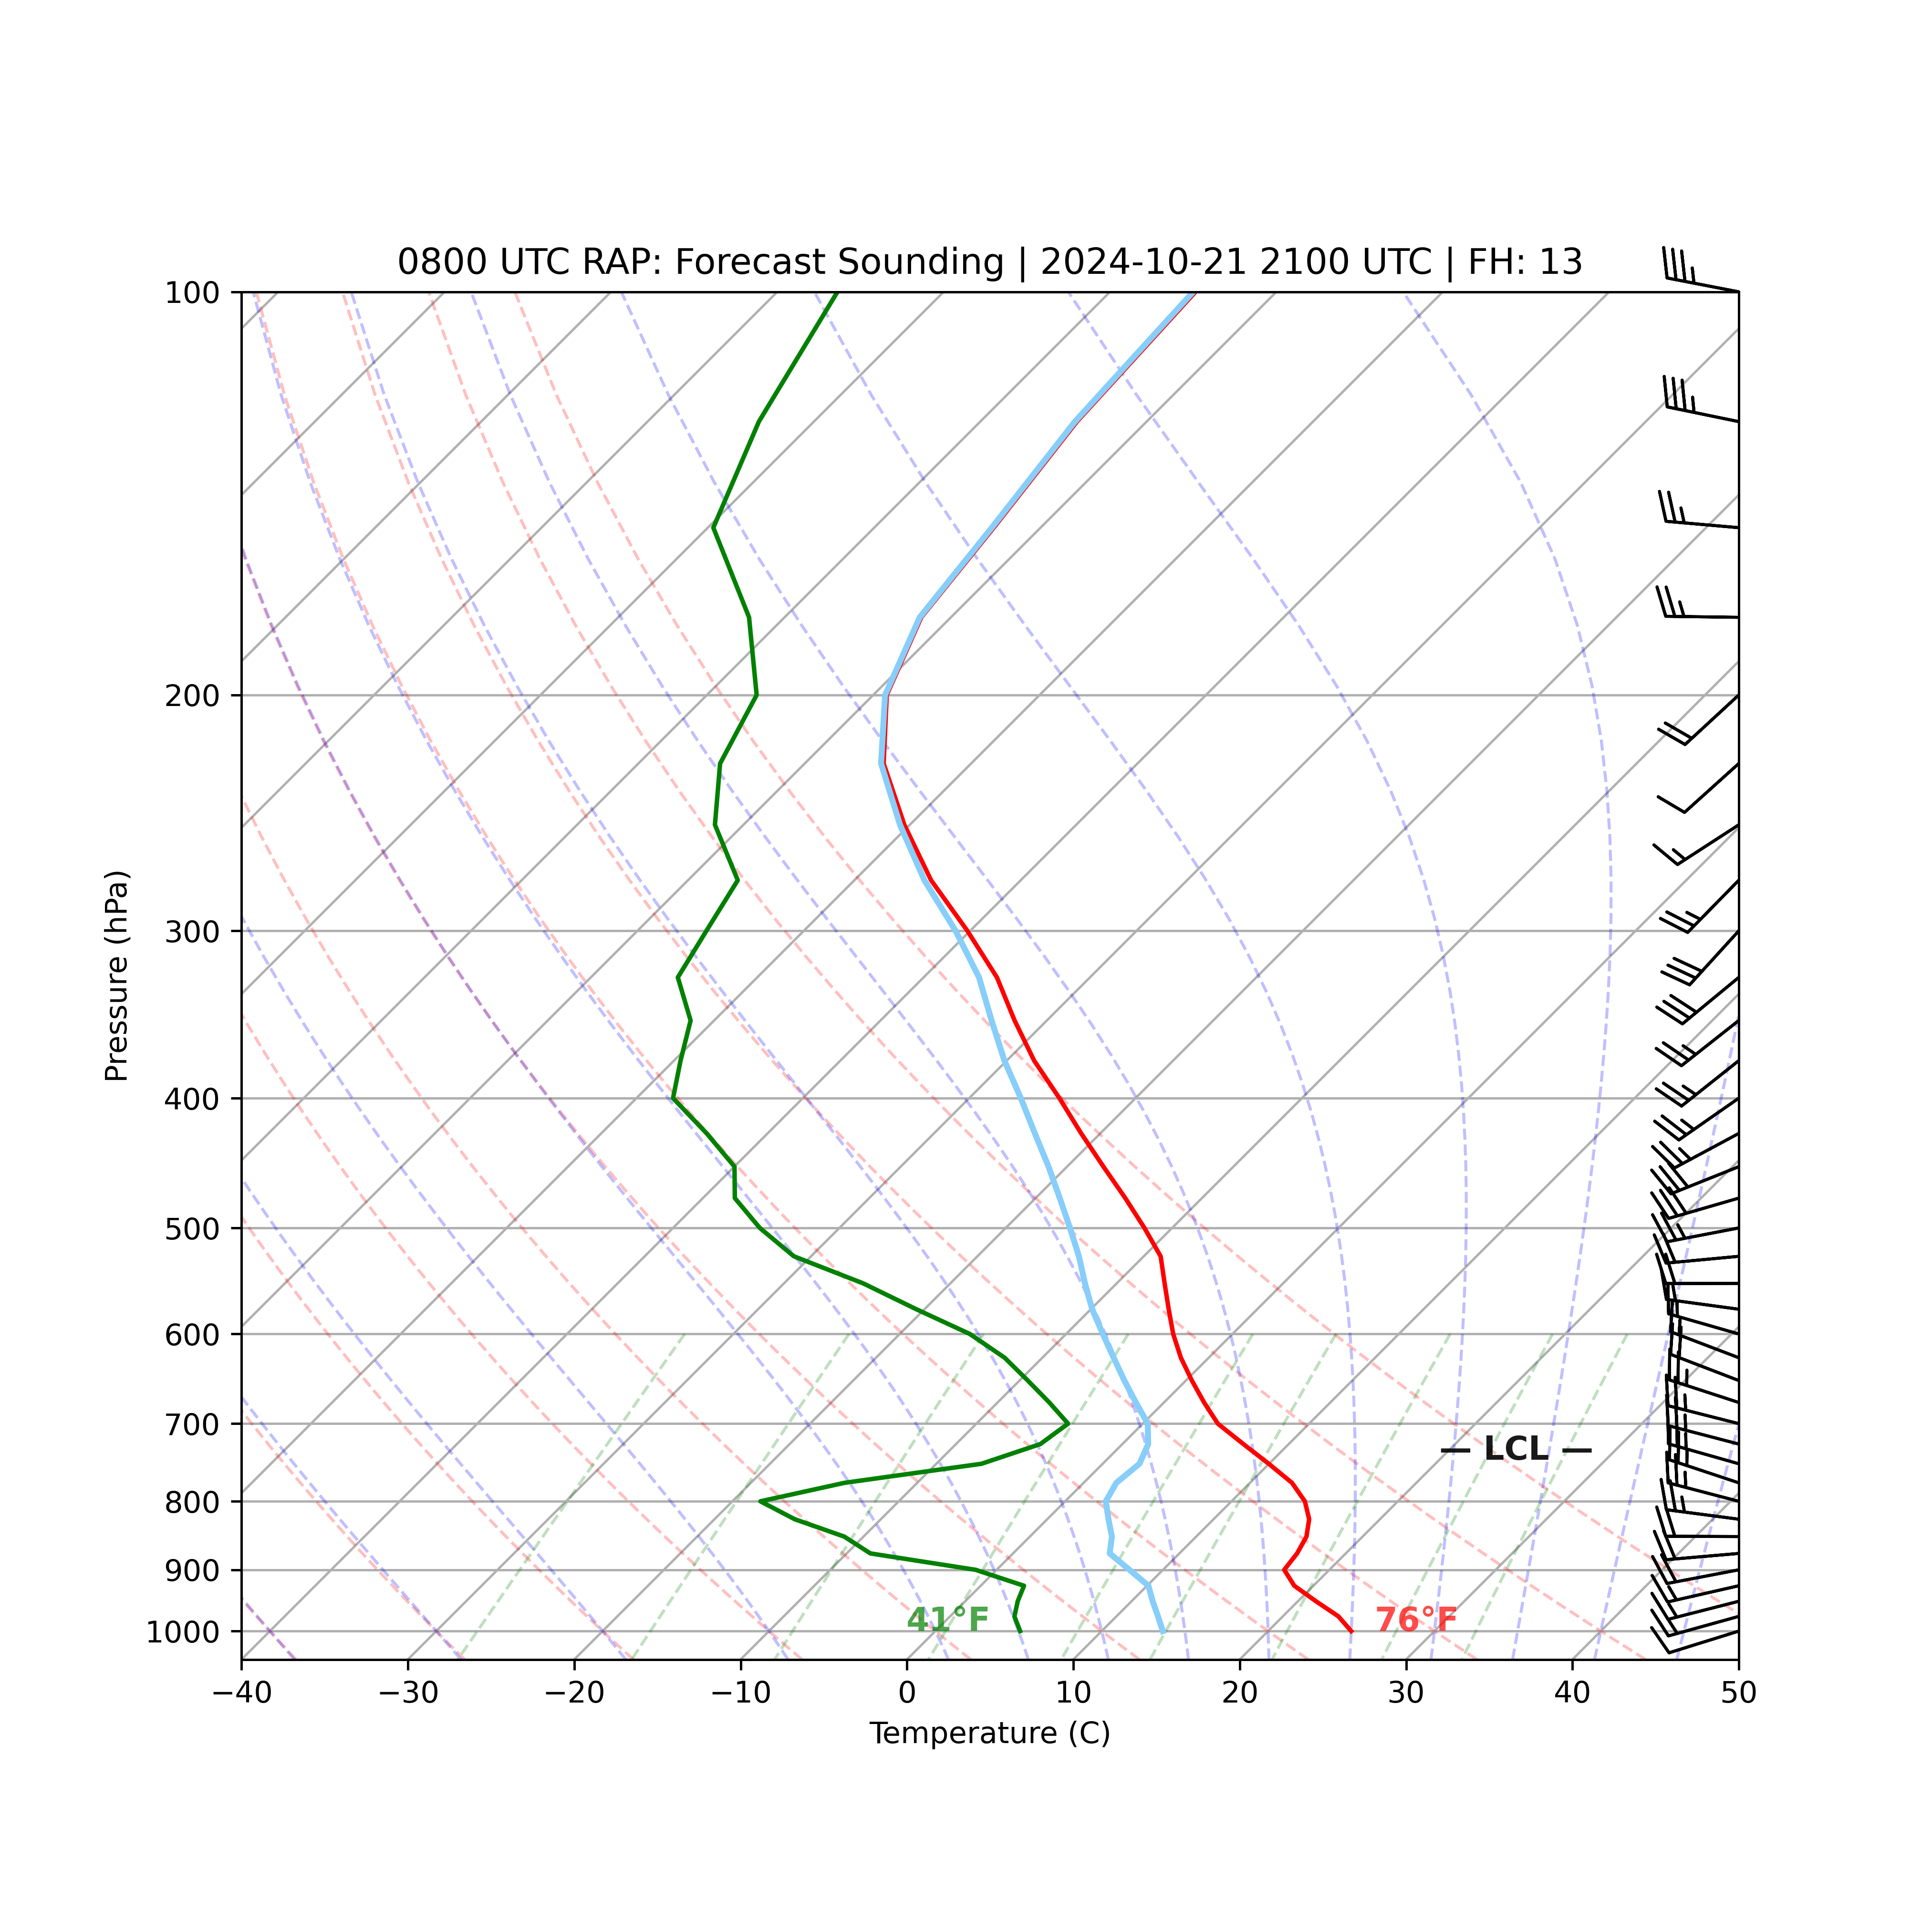 0800 UTC RAP: Forecast Sounding | 2024-10-21 2100 UTC | FH: 13
100
200
300
400
500
600
700
800
900
1000
Pressure (hPa)
— LCL —
41°F
76°F
−40 −30 −20 −10 0 10 20 30 40 50
Temperature (C)